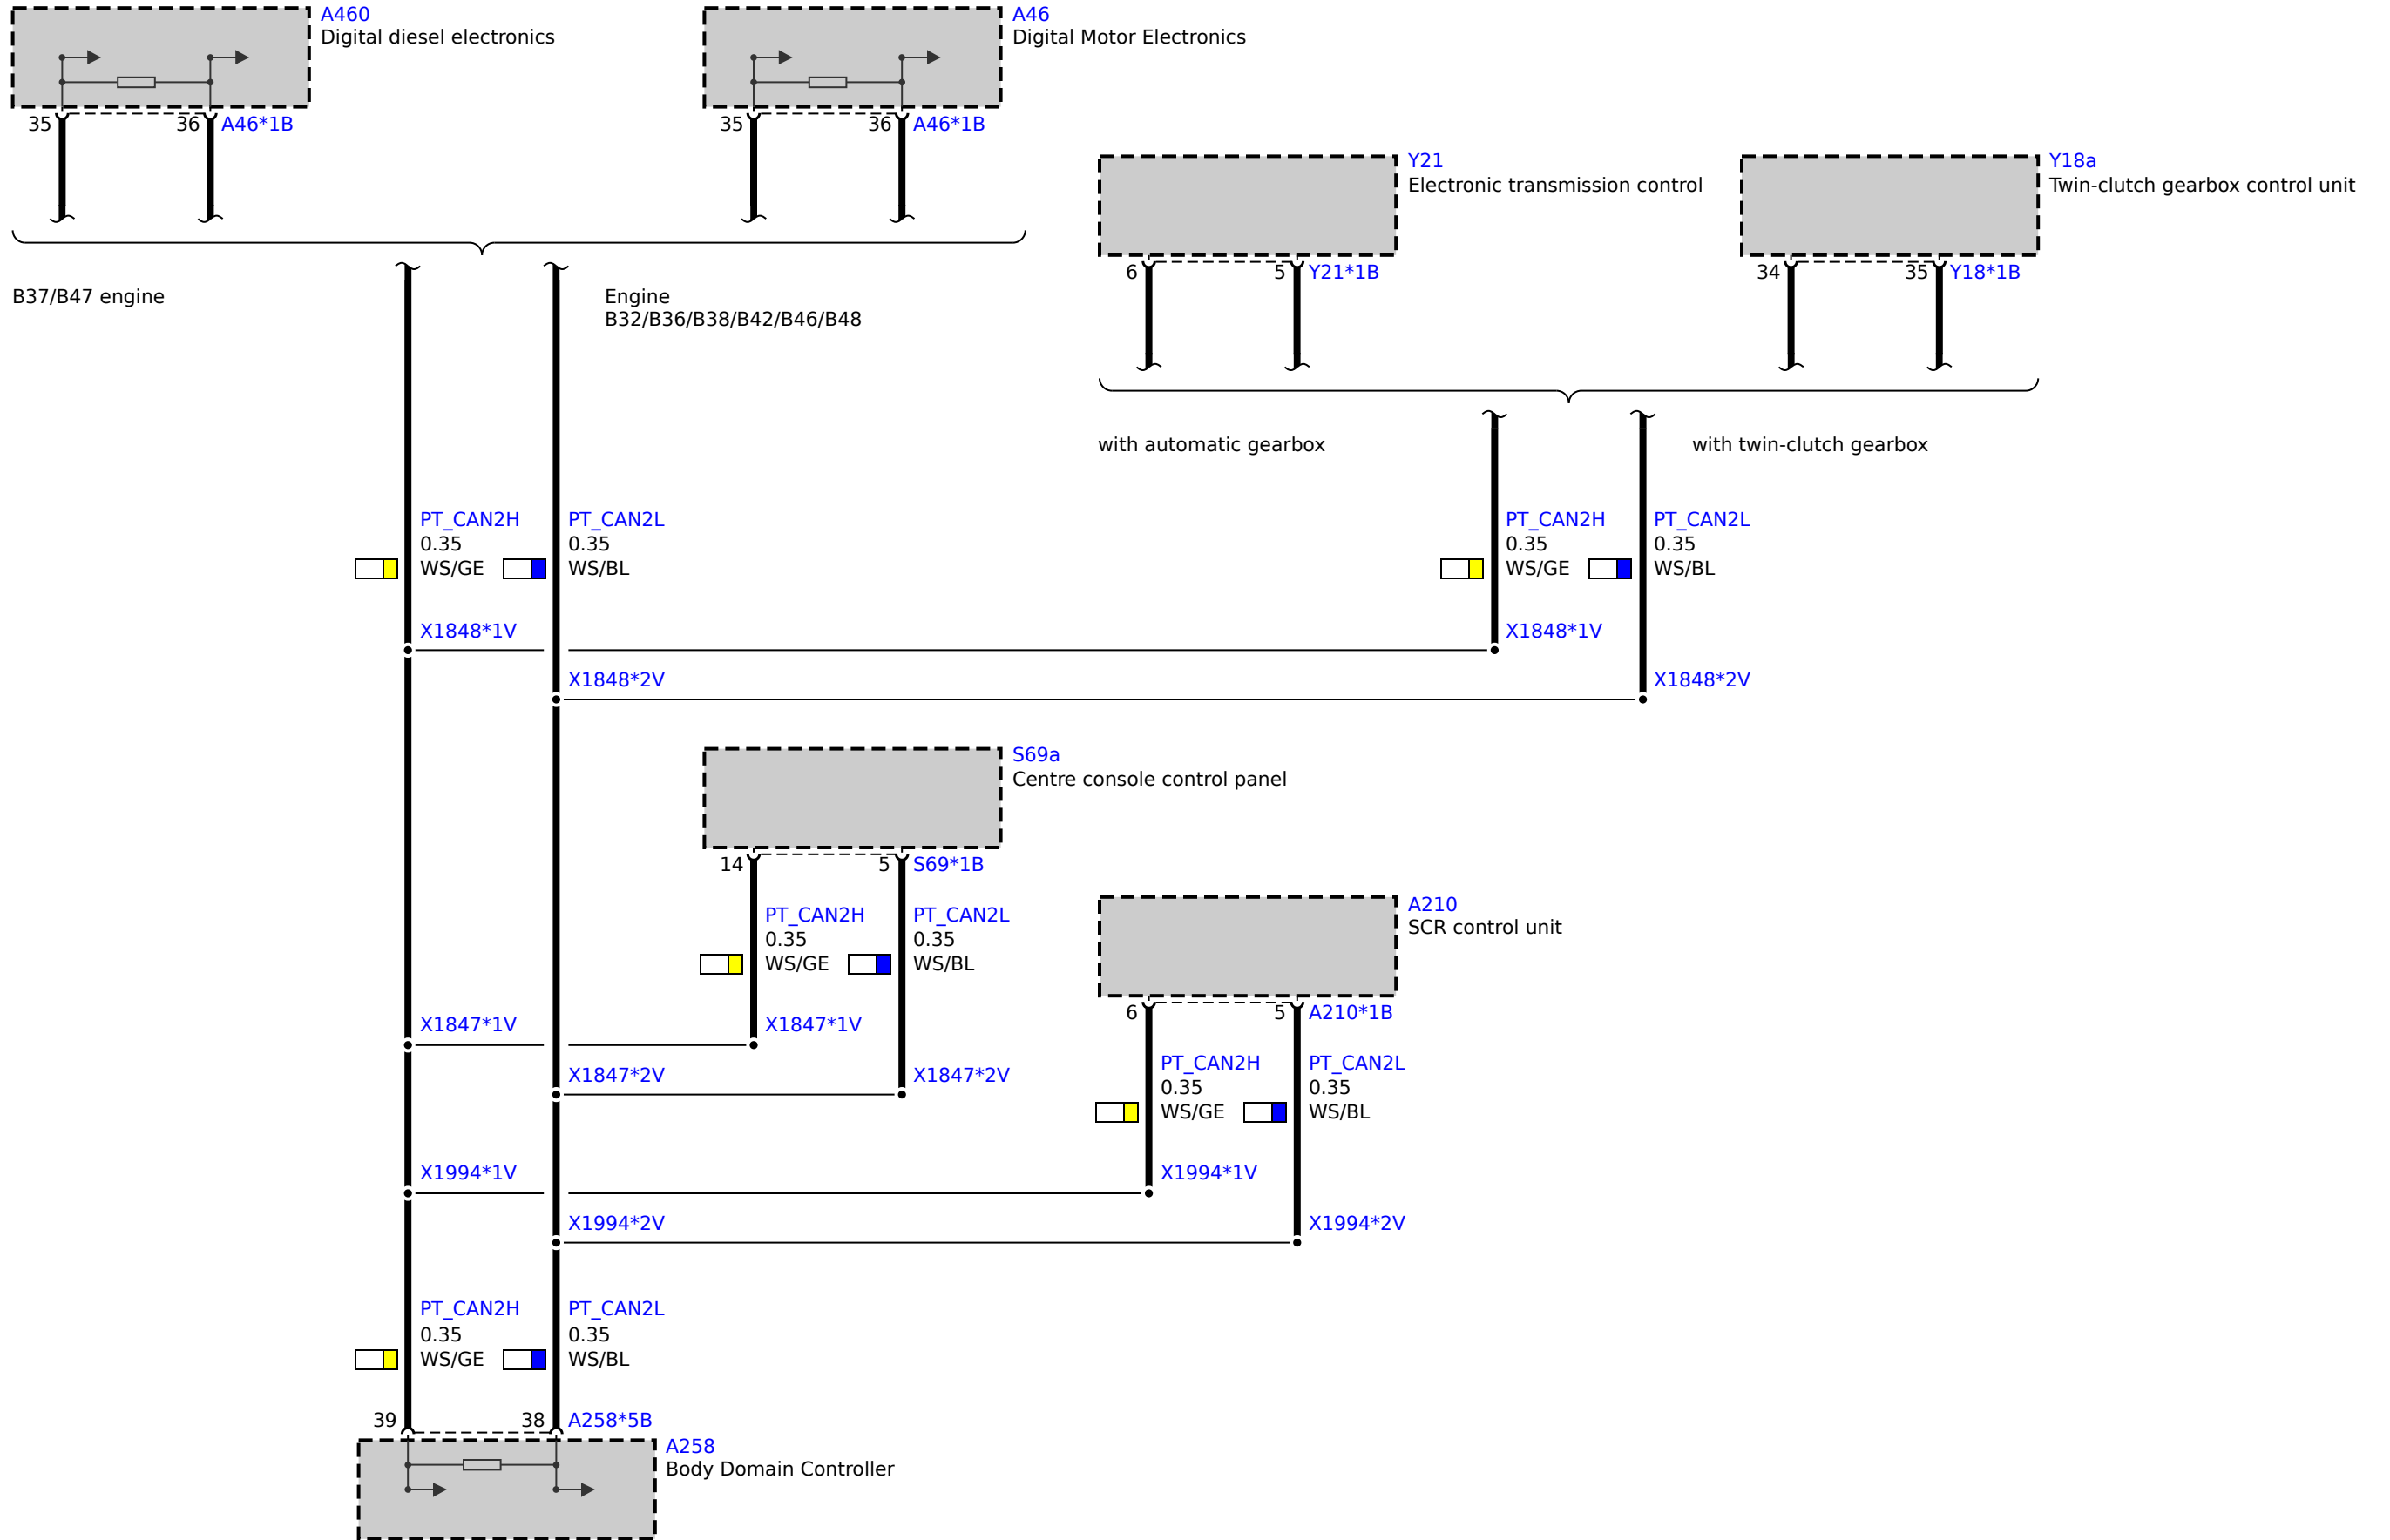 A460
Digital diesel electronics
A46
Digital Motor Electronics
35
36
A46*1B
35
36
A46*1B
Y21
Electronic transmission control
Y18a
Twin-clutch gearbox control unit
6
5
Y21*1B
34
35
Y18*1B
B37/B47 engine
Engine
B32/B36/B38/B42/B46/B48
with automatic gearbox
with twin-clutch gearbox
PT_CAN2H
0.35
WS/GE
PT_CAN2L
0.35
WS/BL
PT_CAN2H
0.35
WS/GE
PT_CAN2L
0.35
WS/BL
X1848*1V
X1848*1V
X1848*2V
X1848*2V
S69a
Centre console control panel
14
5
S69*1B
A210
SCR control unit
PT_CAN2H
0.35
WS/GE
PT_CAN2L
0.35
WS/BL
6
5
A210*1B
X1847*1V
X1847*1V
X1847*2V
X1847*2V
PT_CAN2H
0.35
WS/GE
PT_CAN2L
0.35
WS/BL
X1994*1V
X1994*1V
X1994*2V
X1994*2V
PT_CAN2H
0.35
WS/GE
PT_CAN2L
0.35
WS/BL
39
38
A258*5B
A258
Body Domain Controller